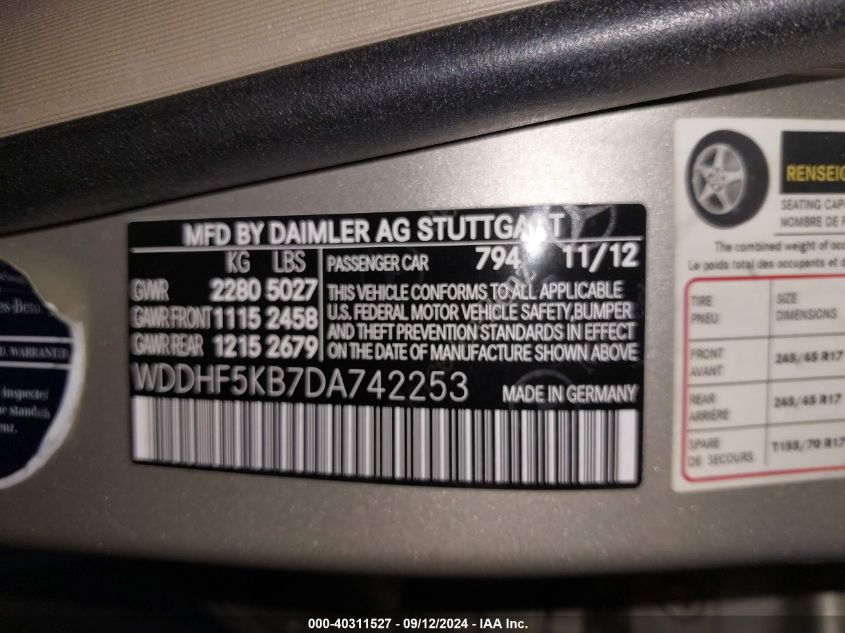 MFD BY DAIMLER AG STUTTGART
KG LBS
GVWR 2280 5027
GAWR FRONT 1115 2458
GAWR REAR 1215 2679
PASSENGER CAR 794 11/12
THIS VEHICLE CONFORMS TO ALL APPLICABLE
U.S. FEDERAL MOTOR VEHICLE SAFETY, BUMPER
AND THEFT PREVENTION STANDARDS IN EFFECT
ON THE DATE OF MANUFACTURE SHOWN ABOVE
WDDHF5KB7DA742253
MADE IN GERMANY
WARRANTED
RENSEIG
SEATING CAP
NOMBRE DE P
The combined weight of occ
Le poids total des occupants et d
TIRE
PNEU
SIZE
DIMENSIONS
FRONT
AVANT
245/45 R17
REAR
ARRIÈRE
245/45 R17
SPARE
DE SECOURS
T155/70 R17
000-40311527 - 09/12/2024 - IAA Inc.